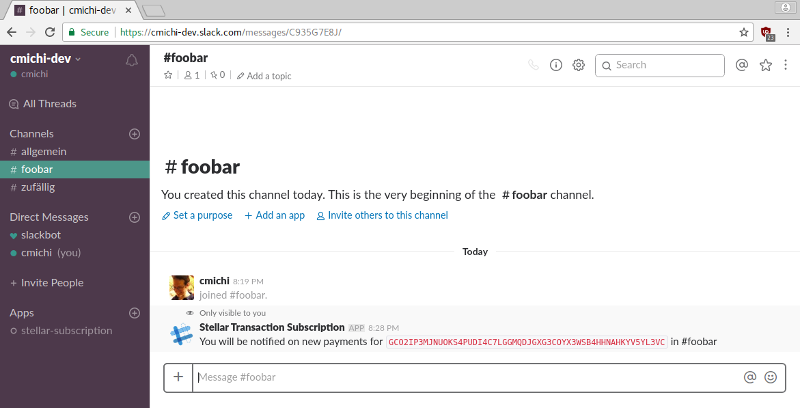 foobar | cmichi-dev
Secure https://cmichi-dev.slack.com/messages/C935G7E8J/
23
cmichi-dev
cmichi
All Threads
Channels
# allgemein
# foobar
# zufällig
Direct Messages
slackbot
cmichi (you)
+ Invite People
Apps
stellar-subscription
#foobar
1 | 0 | Add a topic
Search
# foobar
You created this channel today. This is the very beginning of the # foobar channel.
Set a purpose + Add an app Invite others to this channel
Today
cmichi 8:19 PM
joined #foobar.
Only visible to you
Stellar Transaction Subscription APP 8:28 PM
You will be notified on new payments for GCO2IP3MJNUOKS4PUDI4C7LGGMQDJGXG3COYX3WSB4HHNAHKYV5YL3VC in #foobar
Message #foobar